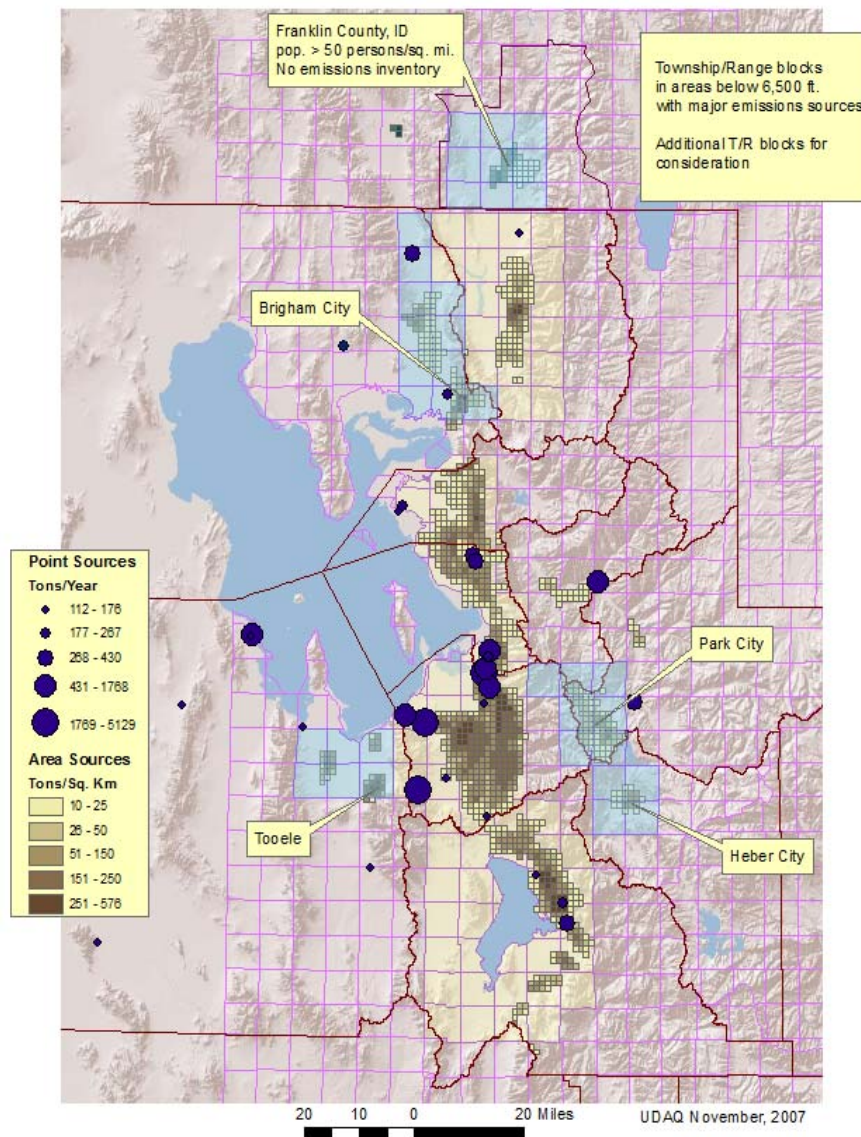 Franklin County, ID
pop. > 50 persons/sq. mi.
No emissions inventory
Township/Range blocks
in areas below 6,500 ft.
with major emissions sources
Additional T/R blocks for
consideration
Brigham City
Point Sources
Tons/Year
112 - 176
177 - 267
268 - 430
431 - 1768
1769 - 5129
Area Sources
Tons/Sq. Km
10 - 25
26 - 50
51 - 150
151 - 250
251 - 576
Park City
Tooele
Heber City
20 10 0 20 Miles
UDAQ November, 2007